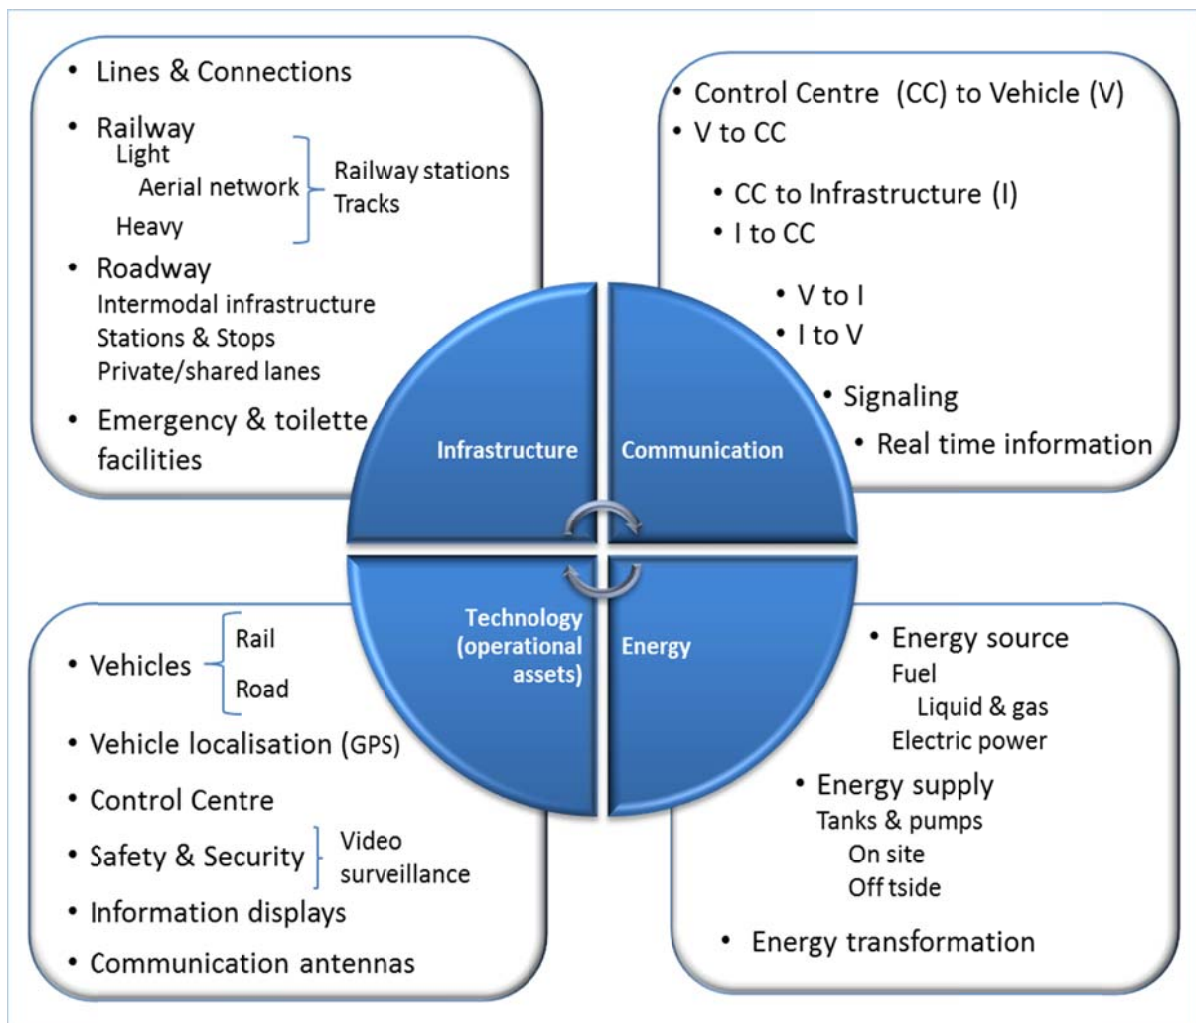 • Lines & Connections
• Railway
Light
Aerial network
Heavy
Railway stations
Tracks
• Roadway
Intermodal infrastructure
Stations & Stops
Private/shared lanes
• Emergency & toilette
facilities
• Control Centre (CC) to Vehicle (V)
• V to CC
• CC to Infrastructure (I)
• I to CC
• V to I
• I to V
• Signaling
• Real time information
Infrastructure
Communication
Technology
(operational
assets)
Energy
• Vehicles
Rail
Road
• Vehicle localisation (GPS)
• Control Centre
• Safety & Security
Video
surveillance
• Information displays
• Communication antennas
• Energy source
Fuel
Liquid & gas
Electric power
• Energy supply
Tanks & pumps
On site
Off tside
• Energy transformation